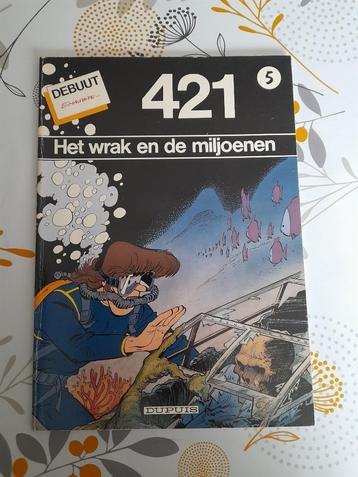 DEBUUT
421
5
Het wrak en de miljoenen
DUPUIS